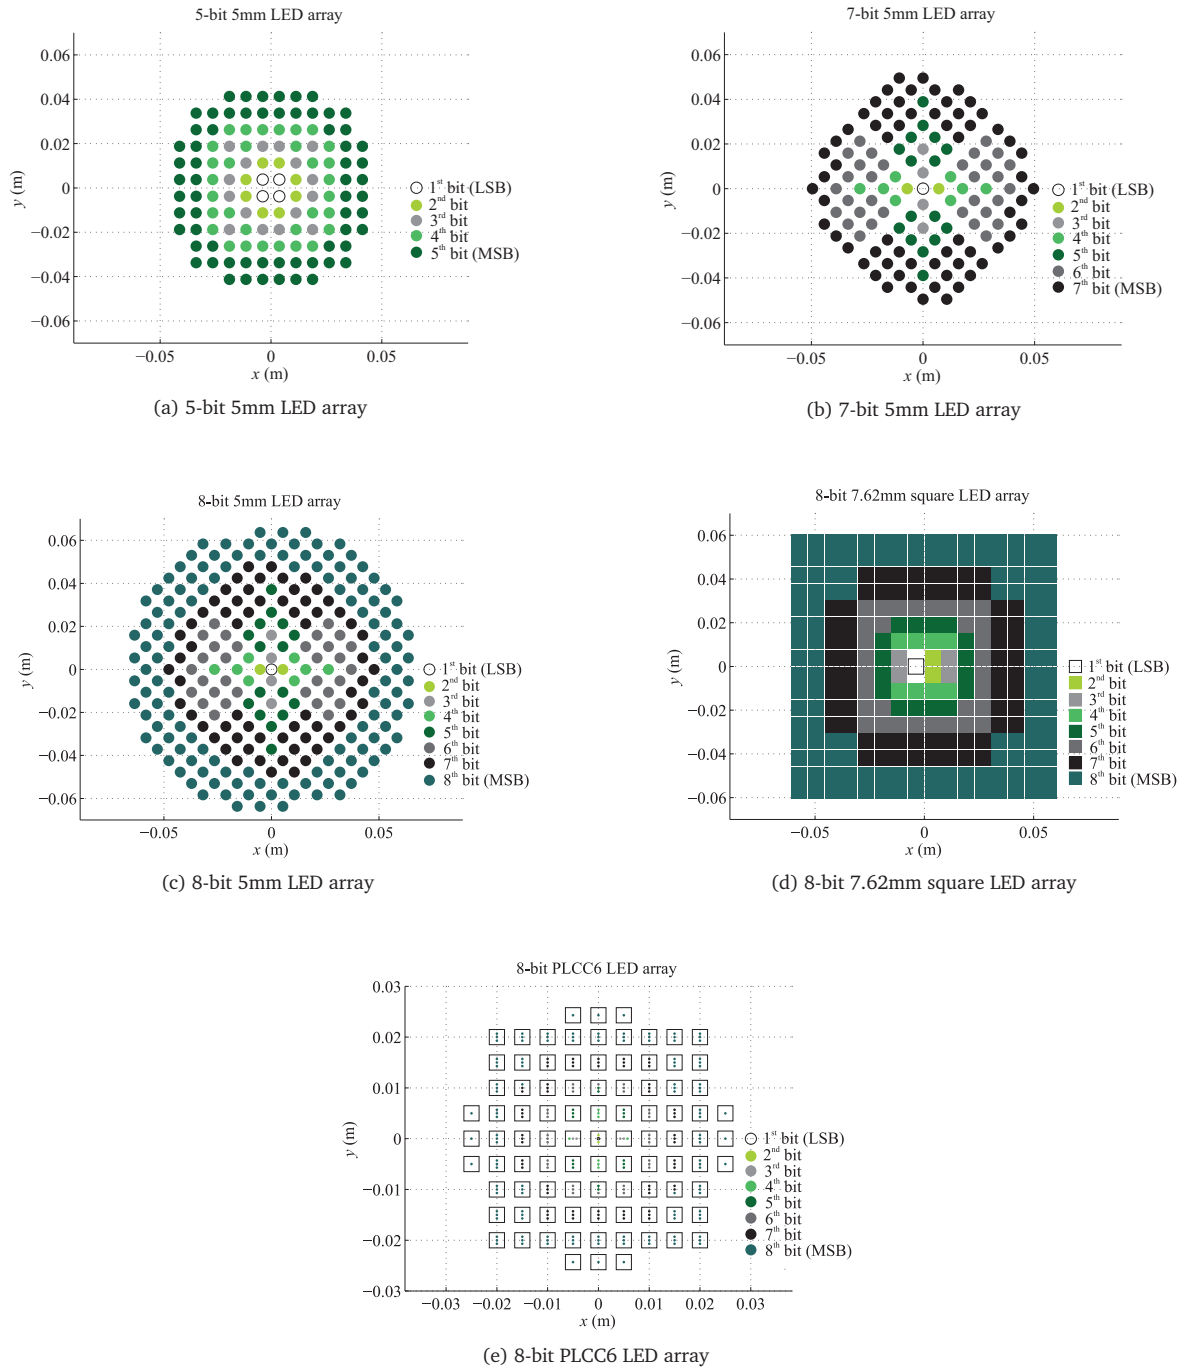 5-bit 5mm LED array
0.06
0.04
0.02
0
−0.02
−0.04
−0.06
y (m)
−0.05
0
0.05
x (m)
1st bit (LSB)
2nd bit
3rd bit
4th bit
5th bit (MSB)
(a) 5-bit 5mm LED array
7-bit 5mm LED array
0.06
0.04
0.02
0
−0.02
−0.04
−0.06
y (m)
−0.05
0
0.05
x (m)
1st bit (LSB)
2nd bit
3rd bit
4th bit
5th bit
6th bit
7th bit (MSB)
(b) 7-bit 5mm LED array
8-bit 5mm LED array
0.06
0.04
0.02
0
−0.02
−0.04
−0.06
y (m)
−0.05
0
0.05
x (m)
1st bit (LSB)
2nd bit
3rd bit
4th bit
5th bit
6th bit
7th bit
8th bit (MSB)
(c) 8-bit 5mm LED array
8-bit 7.62mm square LED array
0.06
0.04
0.02
0
−0.02
−0.04
−0.06
y (m)
−0.05
0
0.05
x (m)
1st bit (LSB)
2nd bit
3rd bit
4th bit
5th bit
6th bit
7th bit
8th bit (MSB)
(d) 8-bit 7.62mm square LED array
8-bit PLCC6 LED array
0.03
0.02
0.01
0
−0.01
−0.02
−0.03
y (m)
−0.03
−0.02
−0.01
0
0.01
0.02
0.03
x (m)
1st bit (LSB)
2nd bit
3rd bit
4th bit
5th bit
6th bit
7th bit
8th bit (MSB)
(e) 8-bit PLCC6 LED array